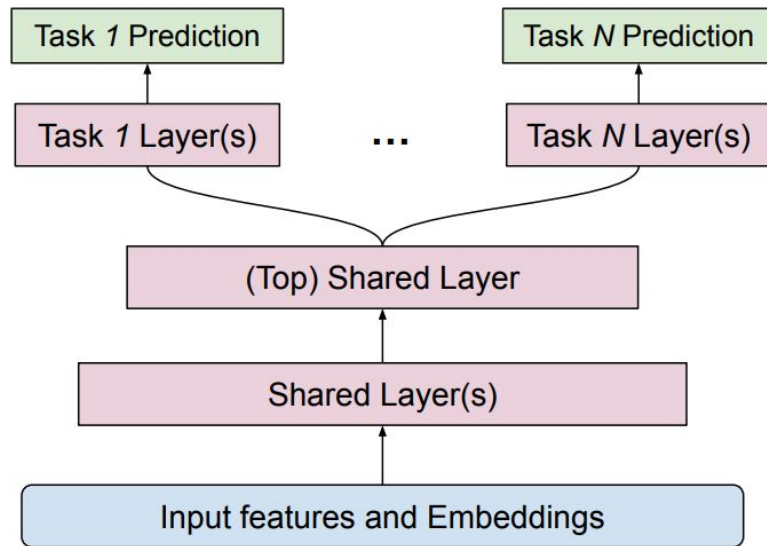 Task 1 Prediction
Task N Prediction
Task 1 Layer(s)
...
Task N Layer(s)
(Top) Shared Layer
Shared Layer(s)
Input features and Embeddings